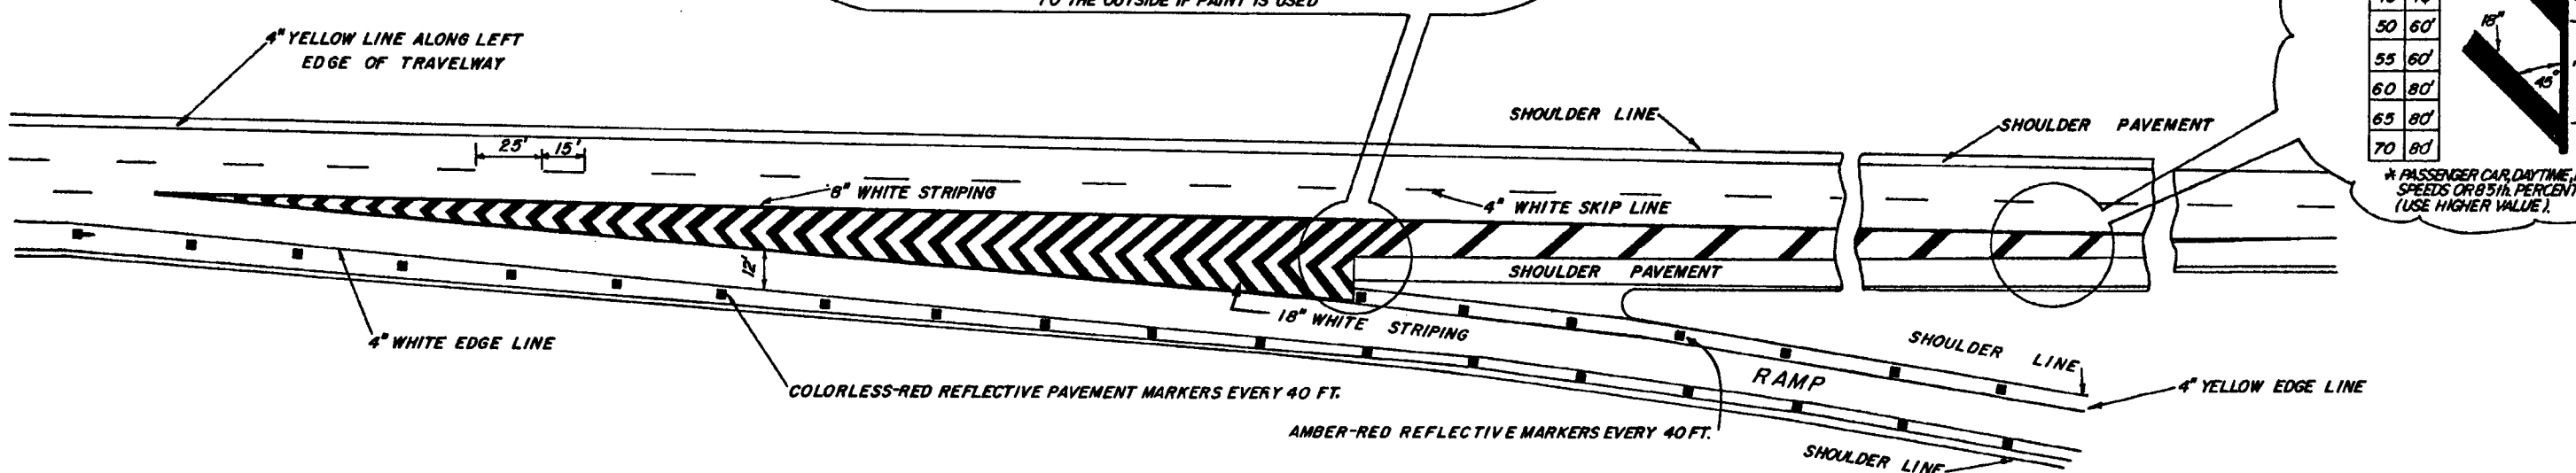 TO THE OUTSIDE IF PAINT IS USED
4" YELLOW LINE ALONG LEFT
EDGE OF TRAVELWAY
50 60'
55 60'
60 80'
65 80'
70 80'
18"
45°
* PASSENGER CAR, DAYTIME,
SPEEDS OR 85th PERCENT
(USE HIGHER VALUE).
SHOULDER LINE
SHOULDER PAVEMENT
25' 15'
8" WHITE STRIPING
4" WHITE SKIP LINE
12'
SHOULDER PAVEMENT
18" WHITE STRIPING
4" WHITE EDGE LINE
SHOULDER LINE
RAMP
4" YELLOW EDGE LINE
COLORLESS-RED REFLECTIVE PAVEMENT MARKERS EVERY 40 FT.
AMBER-RED REFLECTIVE MARKERS EVERY 40 FT.
SHOULDER LINE